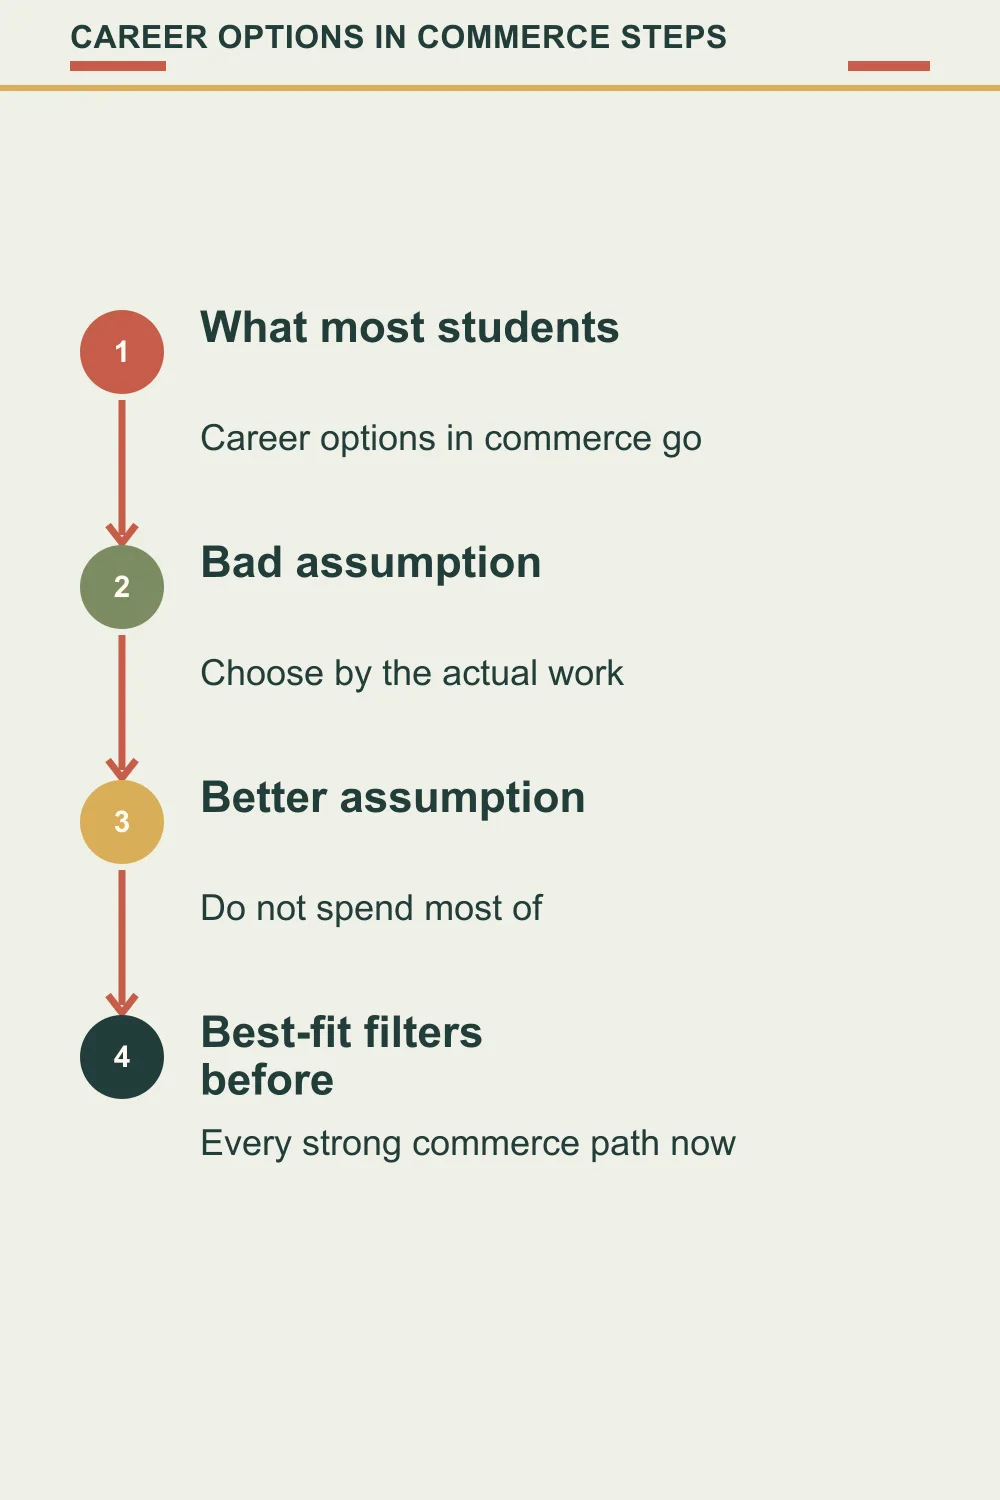 CAREER OPTIONS IN COMMERCE STEPS
1
What most students
Career options in commerce go
2
Bad assumption
Choose by the actual work
3
Better assumption
Do not spend most of
4
Best-fit filters
before
Every strong commerce path now